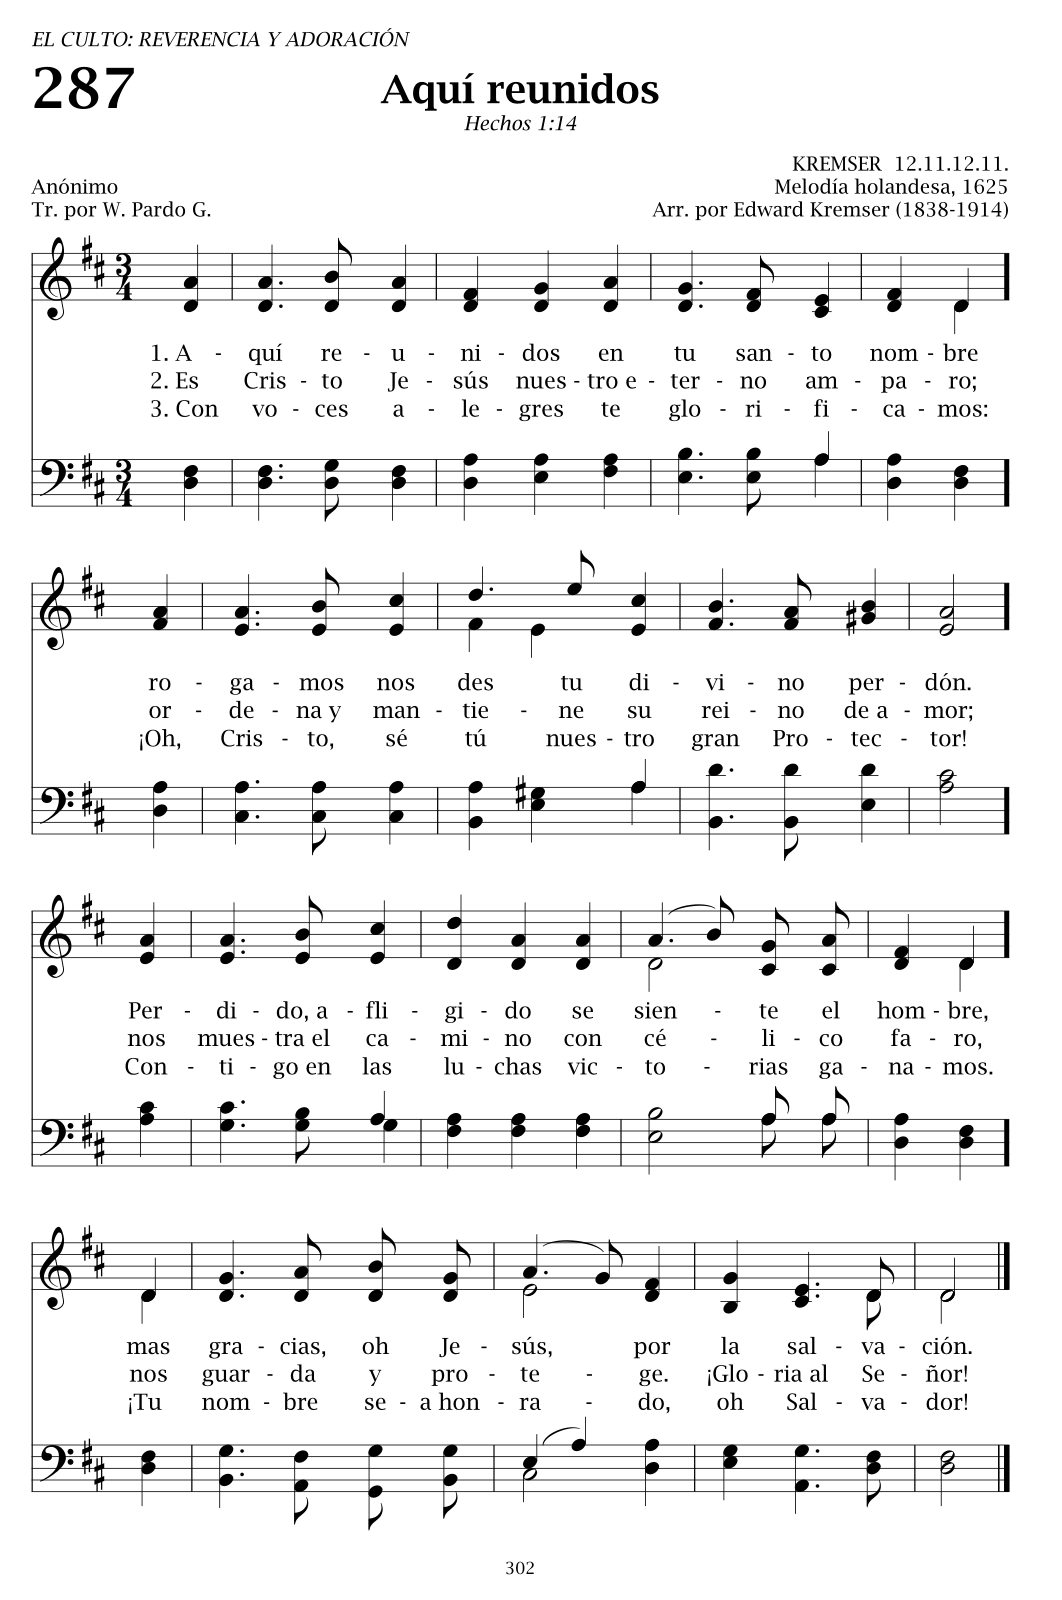 EL CULTO: REVERENCIA Y ADORACIÓN
287
Aquí reunidos
Hechos 1:14
KREMSER 12.11.12.11.
Anónimo
Melodía holandesa, 1625
Tr. por W. Pardo G.
Arr. por Edward Kremser (1838-1914)
3
4
1. A - quí re - u - ni - dos en tu san - to nom - bre
2. Es Cris - to Je - sús nues - tro e - ter - no am - pa - ro;
3. Con vo - ces a - le - gres te glo - ri - fi - ca - mos:
3
4
ro - ga - mos nos des tu di - vi - no per - dón.
or - de - na y man - tie - ne su rei - no de a - mor;
¡Oh, Cris - to, sé tú nues - tro gran Pro - tec - tor!
Per - di - do, a - fli - gi - do se sien - te el hom - bre,
nos mues - tra el ca - mi - no con cé - li - co fa - ro,
Con - ti - go en las lu - chas vic - to - rias ga - na - mos.
mas gra - cias, oh Je - sús, por la sal - va - ción.
nos guar - da y pro - te - ge. ¡Glo - ria al Se - ñor!
¡Tu nom - bre se - a hon - ra - do, oh Sal - va - dor!
302